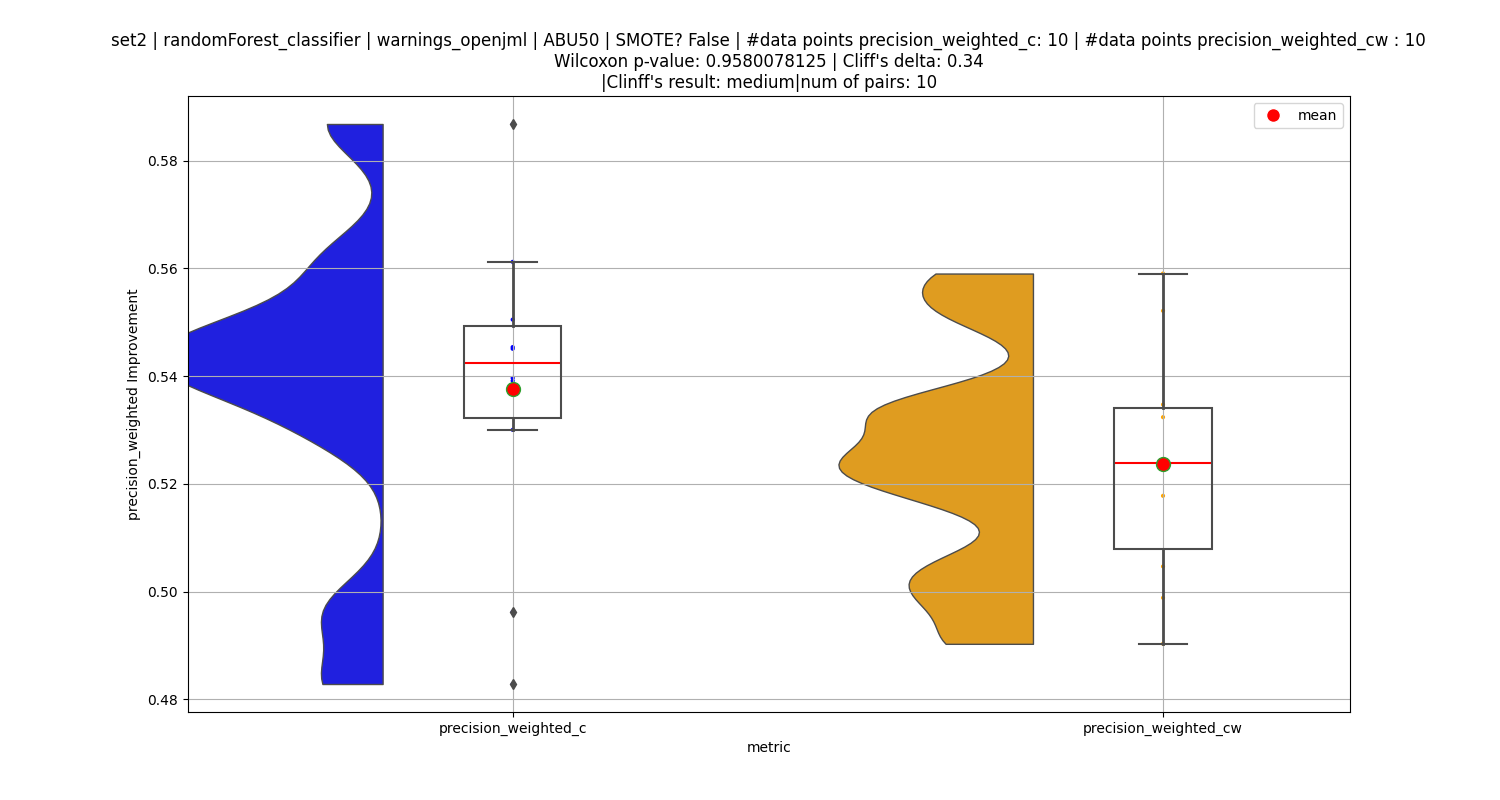 set2 | randomForest_classifier | warnings_openjml | ABU50 | SMOTE? False | #data points precision_weighted_c: 10 | #data points precision_weighted_cw : 10
Wilcoxon p-value: 0.9580078125 | Cliff's delta: 0.34
|Clinff's result: medium|num of pairs: 10
mean
0.58
0.56
0.54
0.52
0.50
0.48
precision_weighted Improvement
precision_weighted_c
precision_weighted_cw
metric